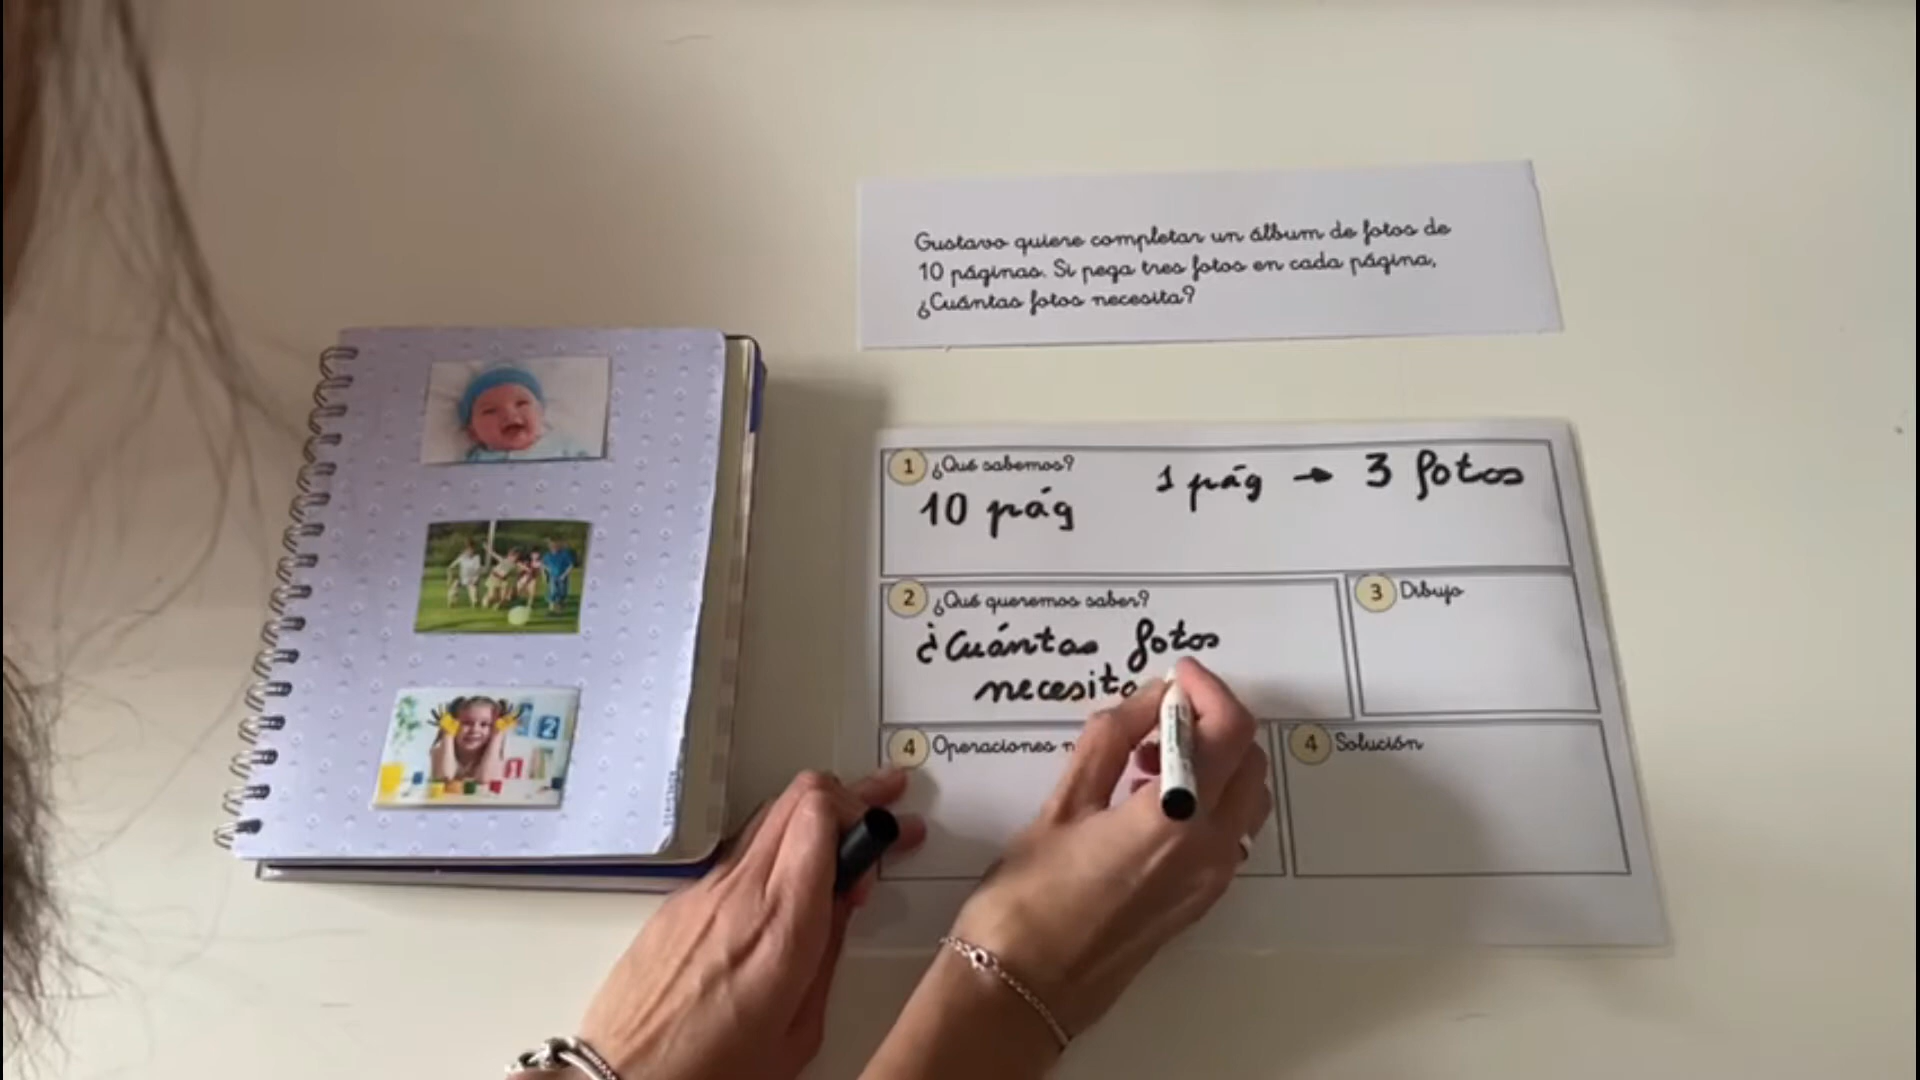 Gustavo quiere completar un álbum de fotos de
10 páginas. Si pega tres fotos en cada página,
¿Cuántas fotos necesita?
1 ¿Qué sabemos?
10 pág
1 pág → 3 fotos
2 ¿Qué queremos saber?
¿Cuántas fotos
necesita
3 Dibujo
4 Operaciones n
4 Solución
2
1